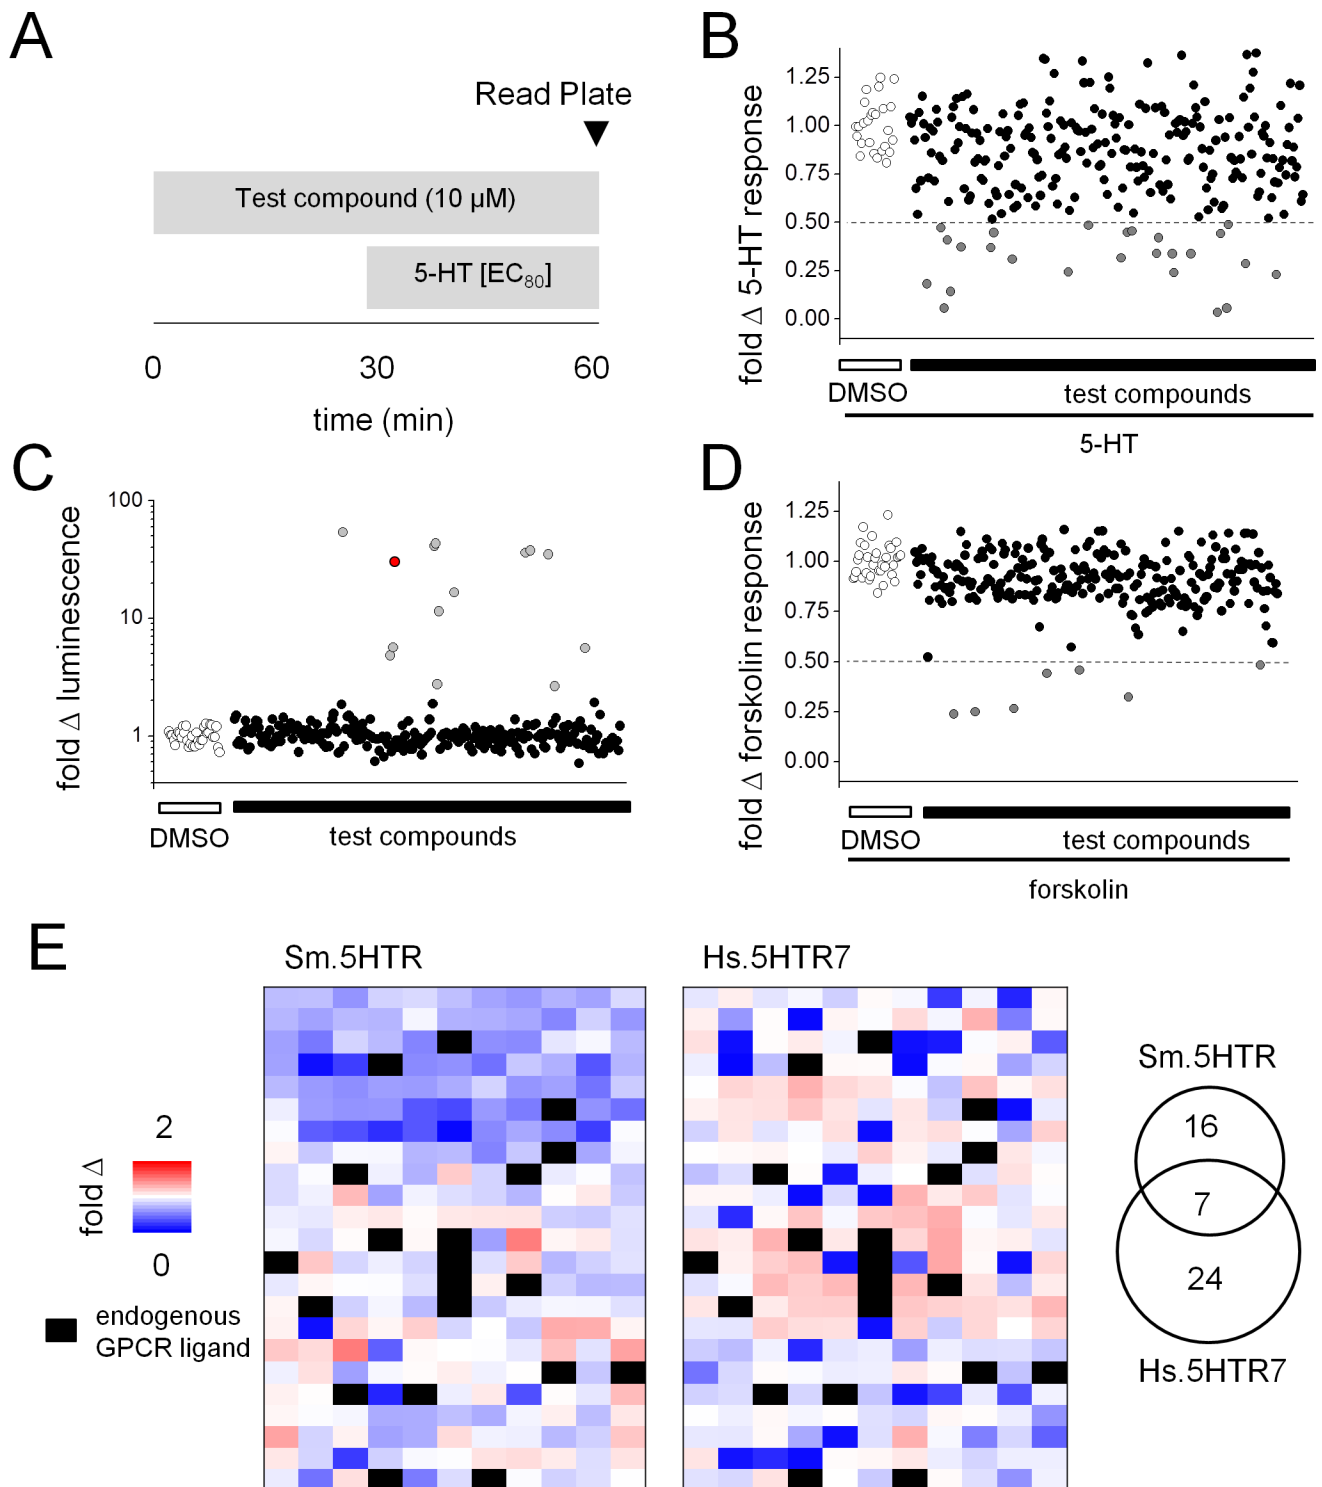 A
Read Plate
Test compound (10 µM)
5-HT [EC80]
0
30
60
time (min)
B
fold Δ 5-HT response
1.25
1.00
0.75
0.50
0.25
0.00
DMSO
test compounds
5-HT
C
fold Δ luminescence
100
10
1
DMSO
test compounds
D
fold Δ forskolin response
1.25
1.00
0.75
0.50
0.25
0.00
DMSO
test compounds
forskolin
E
Sm.5HTR
Hs.5HTR7
fold Δ
2
0
endogenous
GPCR ligand
Sm.5HTR
16
7
24
Hs.5HTR7